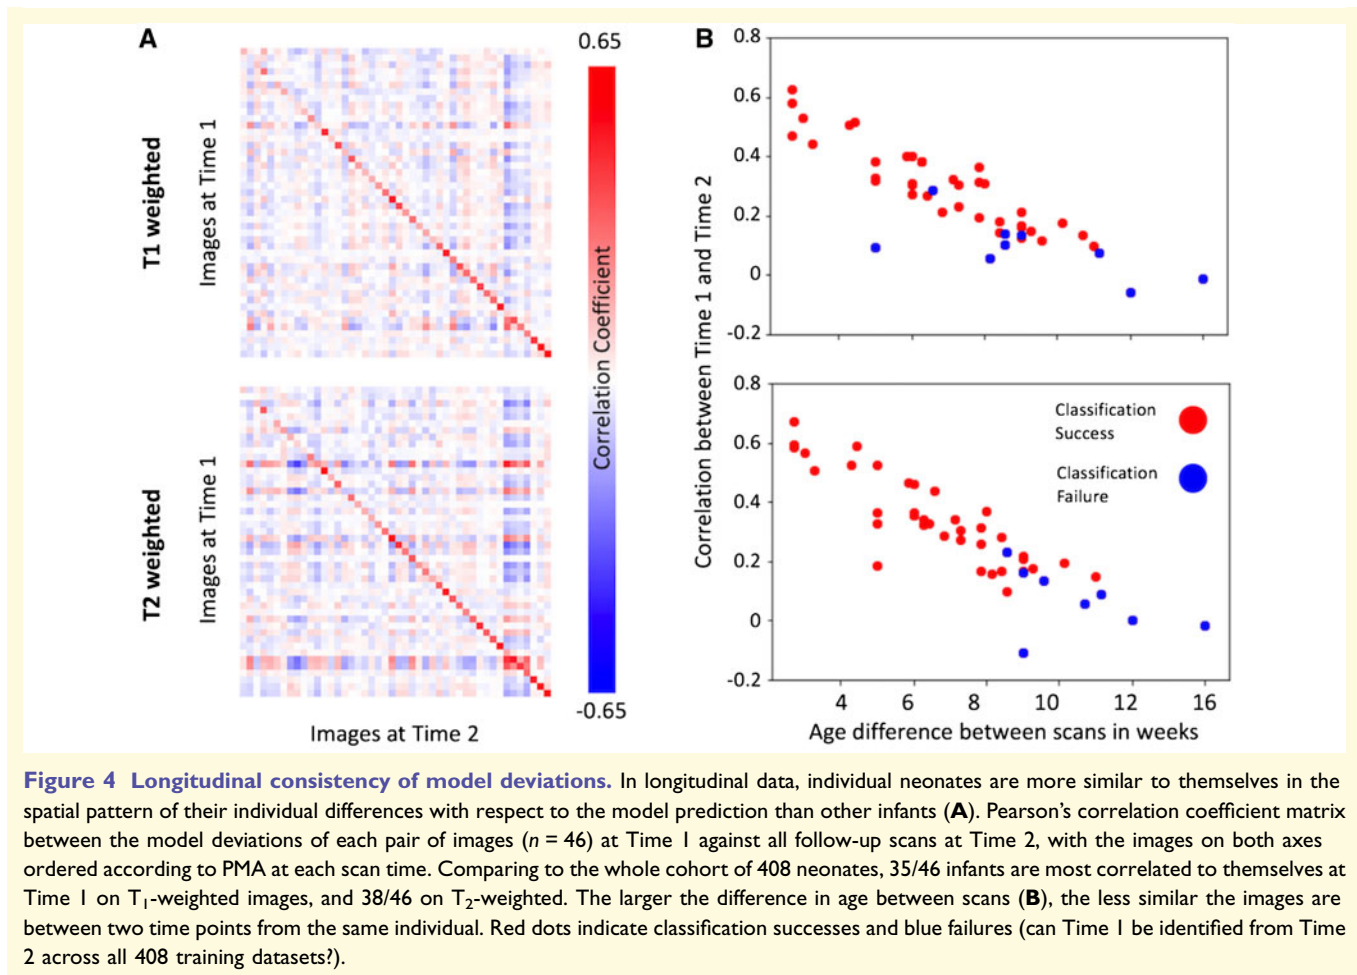 A
0.65
B
T1 weighted
Images at Time 1
T2 weighted
Images at Time 1
Images at Time 2
Correlation Coefficient
-0.65
Correlation between Time 1 and Time 2
0.8
0.6
0.4
0.2
0
-0.2
0.8
0.6
0.4
0.2
0
-0.2
Classification
Success
Classification
Failure
4 6 8 10 12 16
Age difference between scans in weeks
Figure 4 Longitudinal consistency of model deviations. In longitudinal data, individual neonates are more similar to themselves in the
spatial pattern of their individual differences with respect to the model prediction than other infants (A). Pearson's correlation coefficient matrix
between the model deviations of each pair of images (n = 46) at Time 1 against all follow-up scans at Time 2, with the images on both axes
ordered according to PMA at each scan time. Comparing to the whole cohort of 408 neonates, 35/46 infants are most correlated to themselves at
Time 1 on T₁-weighted images, and 38/46 on T₂-weighted. The larger the difference in age between scans (B), the less similar the images are
between two time points from the same individual. Red dots indicate classification successes and blue failures (can Time 1 be identified from Time
2 across all 408 training datasets?).